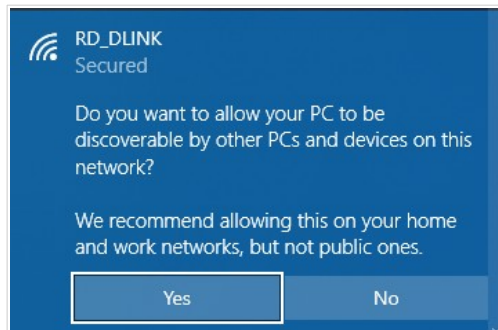 RD_DLINK
Secured
Do you want to allow your PC to be
discoverable by other PCs and devices on this
network?
We recommend allowing this on your home
and work networks, but not public ones.
Yes
No